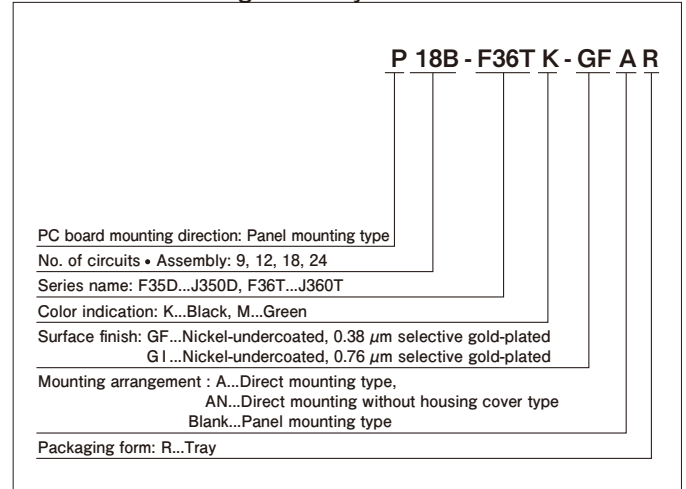 P 18B - F36T K - GF A R
PC board mounting direction: Panel mounting type
No. of circuits • Assembly: 9, 12, 18, 24
Series name: F35D...J350D, F36T...J360T
Color indication: K...Black, M...Green
Surface finish: GF...Nickel-undercoated, 0.38 μm selective gold-plated
G I ...Nickel-undercoated, 0.76 μm selective gold-plated
Mounting arrangement : A...Direct mounting type,
AN...Direct mounting without housing cover type
Blank...Panel mounting type
Packaging form: R...Tray